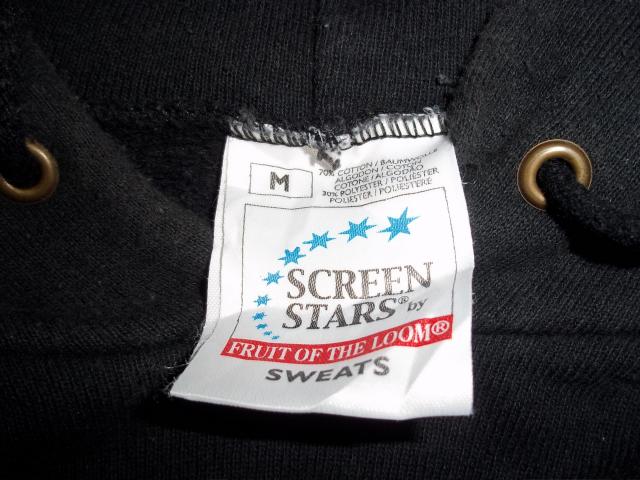 M
70% COTTON / BAUMWOLLE
ALGODON / COTON
COTONE / ALGODAO
30% POLYESTER / POLIESTER
POLIESTER / POLIESTERE
SCREEN
STARS® by
FRUIT OF THE LOOM®
SWEATS